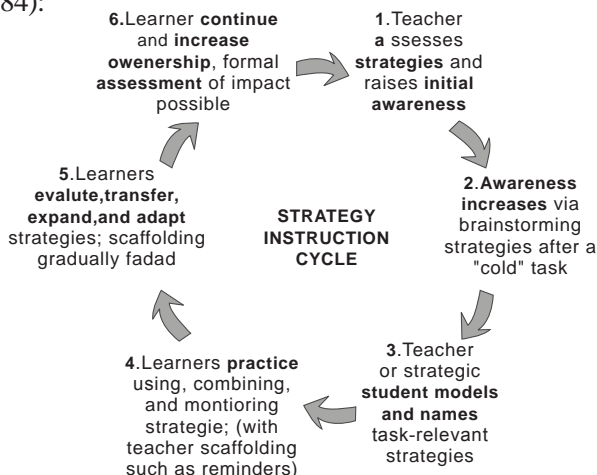 84):
1.Teacher
a ssesses
strategies and
raises initial
awareness
2.Awareness
increases via
brainstorming
strategies after a
"cold" task
3.Teacher
or strategic
student models
and names
task-relevant
strategies
4.Learners practice
using, combining,
and montioring
strategie; (with
teacher scaffolding
such as reminders)
5.Learners
evalute,transfer,
expand,and adapt
strategies; scaffolding
gradually fadad
6.Learner continue
and increase
owenership, formal
assessment of impact
possible
STRATEGY
INSTRUCTION
CYCLE